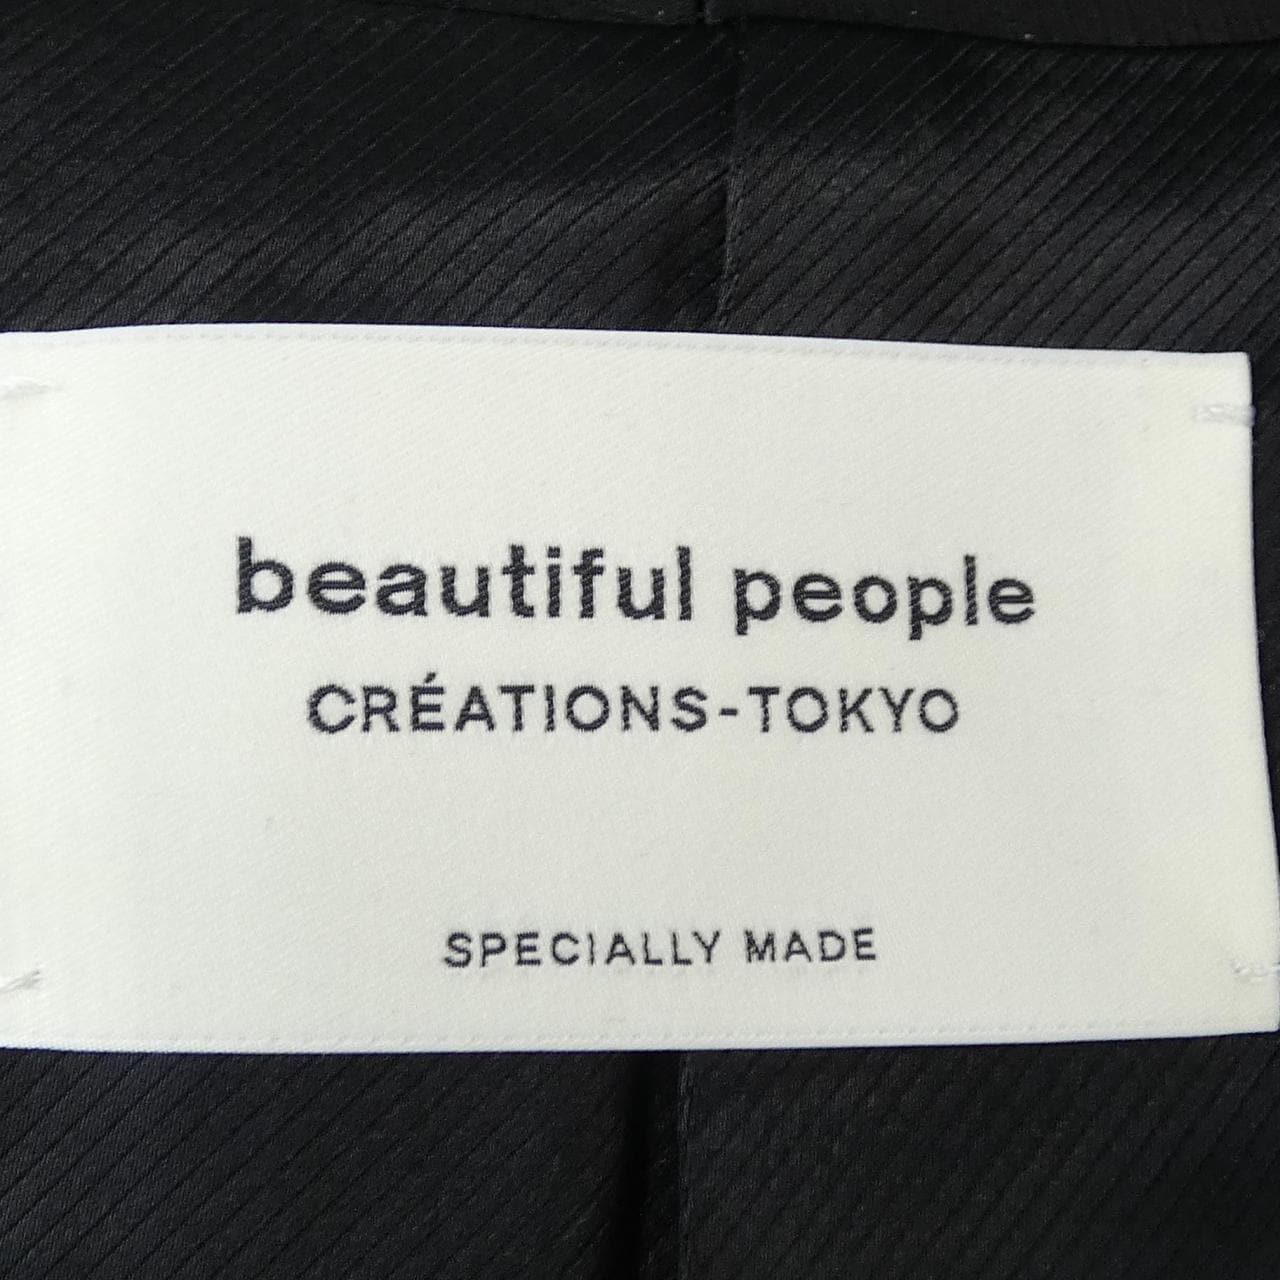 beautiful people
CRÉATIONS-TOKYO
SPECIALLY MADE